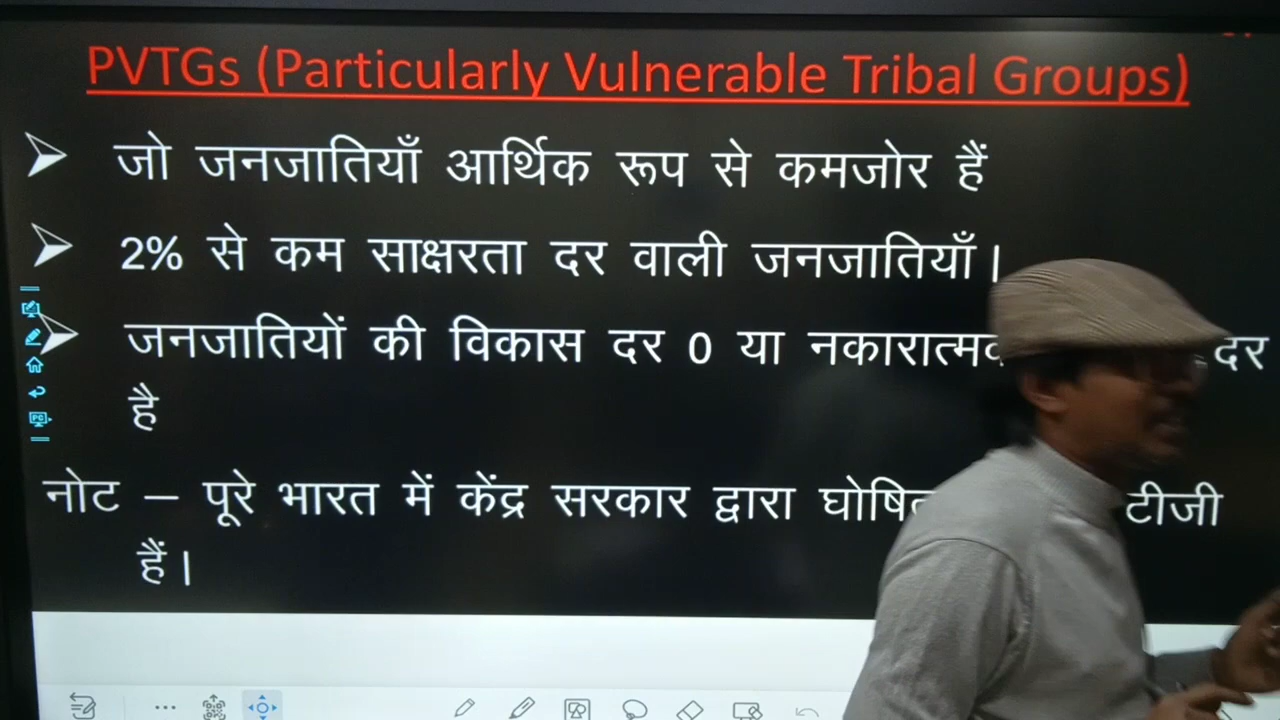 PVTGs (Particularly Vulnerable Tribal Groups)
जो जनजातियाँ आर्थिक रूप से कमजोर हैं
2% से कम साक्षरता दर वाली जनजातियाँ।
जनजातियों की विकास दर 0 या दर
है
नोट – पूरे भारत में केंद्र सरकार द्वारा टीजी
हैं।